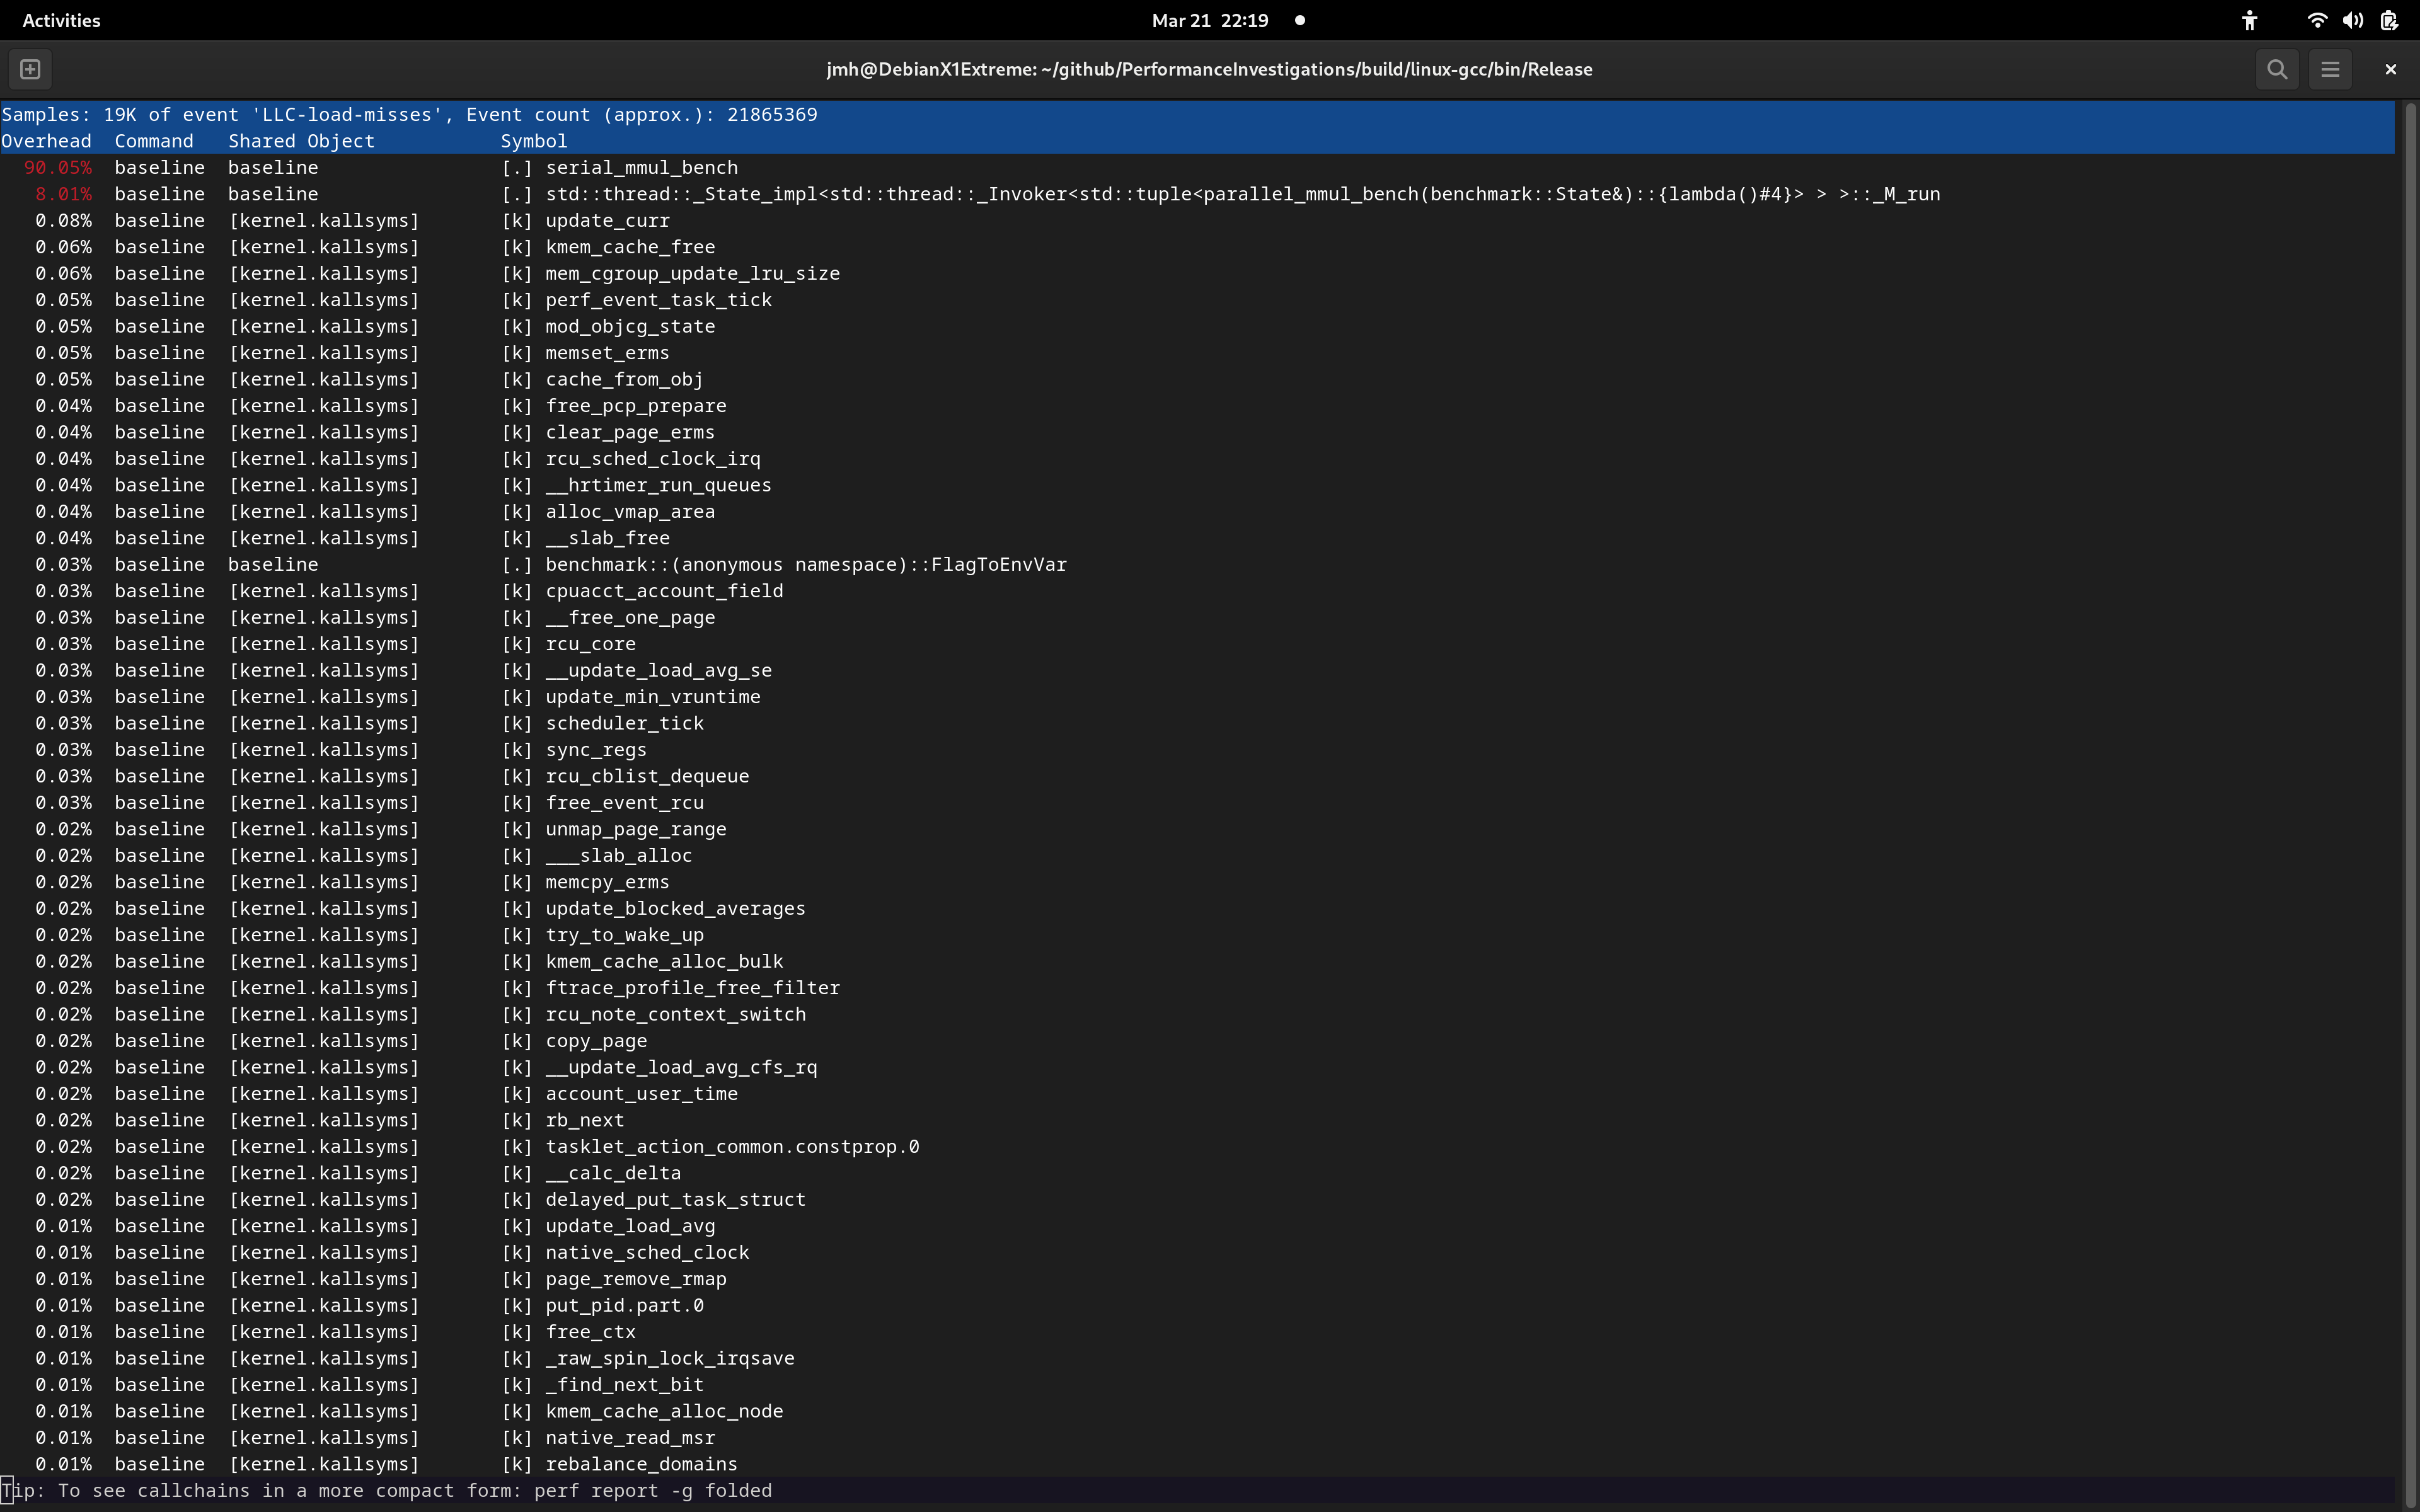 Activities
Mar 21 22:19
jmh@DebianX1Extreme: ~/github/PerformanceInvestigations/build/linux-gcc/bin/Release
Samples: 19K of event 'LLC-load-misses', Event count (approx.): 21865369
Overhead  Command   Shared Object           Symbol
90.05%  baseline  baseline                [.] serial_mmul_bench
8.01%  baseline  baseline                [.] std::thread::_State_impl<std::thread::_Invoker<std::tuple<parallel_mmul_bench(benchmark::State&)::{lambda()#4}> > >::_M_run
0.08%  baseline  [kernel.kallsyms]       [k] update_curr
0.06%  baseline  [kernel.kallsyms]       [k] kmem_cache_free
0.06%  baseline  [kernel.kallsyms]       [k] mem_cgroup_update_lru_size
0.05%  baseline  [kernel.kallsyms]       [k] perf_event_task_tick
0.05%  baseline  [kernel.kallsyms]       [k] mod_objcg_state
0.05%  baseline  [kernel.kallsyms]       [k] memset_erms
0.05%  baseline  [kernel.kallsyms]       [k] cache_from_obj
0.04%  baseline  [kernel.kallsyms]       [k] free_pcp_prepare
0.04%  baseline  [kernel.kallsyms]       [k] clear_page_erms
0.04%  baseline  [kernel.kallsyms]       [k] rcu_sched_clock_irq
0.04%  baseline  [kernel.kallsyms]       [k] __hrtimer_run_queues
0.04%  baseline  [kernel.kallsyms]       [k] alloc_vmap_area
0.04%  baseline  [kernel.kallsyms]       [k] __slab_free
0.03%  baseline  baseline                [.] benchmark::(anonymous namespace)::FlagToEnvVar
0.03%  baseline  [kernel.kallsyms]       [k] cpuacct_account_field
0.03%  baseline  [kernel.kallsyms]       [k] __free_one_page
0.03%  baseline  [kernel.kallsyms]       [k] rcu_core
0.03%  baseline  [kernel.kallsyms]       [k] __update_load_avg_se
0.03%  baseline  [kernel.kallsyms]       [k] update_min_vruntime
0.03%  baseline  [kernel.kallsyms]       [k] scheduler_tick
0.03%  baseline  [kernel.kallsyms]       [k] sync_regs
0.03%  baseline  [kernel.kallsyms]       [k] rcu_cblist_dequeue
0.03%  baseline  [kernel.kallsyms]       [k] free_event_rcu
0.02%  baseline  [kernel.kallsyms]       [k] unmap_page_range
0.02%  baseline  [kernel.kallsyms]       [k] ___slab_alloc
0.02%  baseline  [kernel.kallsyms]       [k] memcpy_erms
0.02%  baseline  [kernel.kallsyms]       [k] update_blocked_averages
0.02%  baseline  [kernel.kallsyms]       [k] try_to_wake_up
0.02%  baseline  [kernel.kallsyms]       [k] kmem_cache_alloc_bulk
0.02%  baseline  [kernel.kallsyms]       [k] ftrace_profile_free_filter
0.02%  baseline  [kernel.kallsyms]       [k] rcu_note_context_switch
0.02%  baseline  [kernel.kallsyms]       [k] copy_page
0.02%  baseline  [kernel.kallsyms]       [k] __update_load_avg_cfs_rq
0.02%  baseline  [kernel.kallsyms]       [k] account_user_time
0.02%  baseline  [kernel.kallsyms]       [k] rb_next
0.02%  baseline  [kernel.kallsyms]       [k] tasklet_action_common.constprop.0
0.02%  baseline  [kernel.kallsyms]       [k] __calc_delta
0.02%  baseline  [kernel.kallsyms]       [k] delayed_put_task_struct
0.01%  baseline  [kernel.kallsyms]       [k] update_load_avg
0.01%  baseline  [kernel.kallsyms]       [k] native_sched_clock
0.01%  baseline  [kernel.kallsyms]       [k] page_remove_rmap
0.01%  baseline  [kernel.kallsyms]       [k] put_pid.part.0
0.01%  baseline  [kernel.kallsyms]       [k] free_ctx
0.01%  baseline  [kernel.kallsyms]       [k] _raw_spin_lock_irqsave
0.01%  baseline  [kernel.kallsyms]       [k] _find_next_bit
0.01%  baseline  [kernel.kallsyms]       [k] kmem_cache_alloc_node
0.01%  baseline  [kernel.kallsyms]       [k] native_read_msr
0.01%  baseline  [kernel.kallsyms]       [k] rebalance_domains
Tip: To see callchains in a more compact form: perf report -g folded